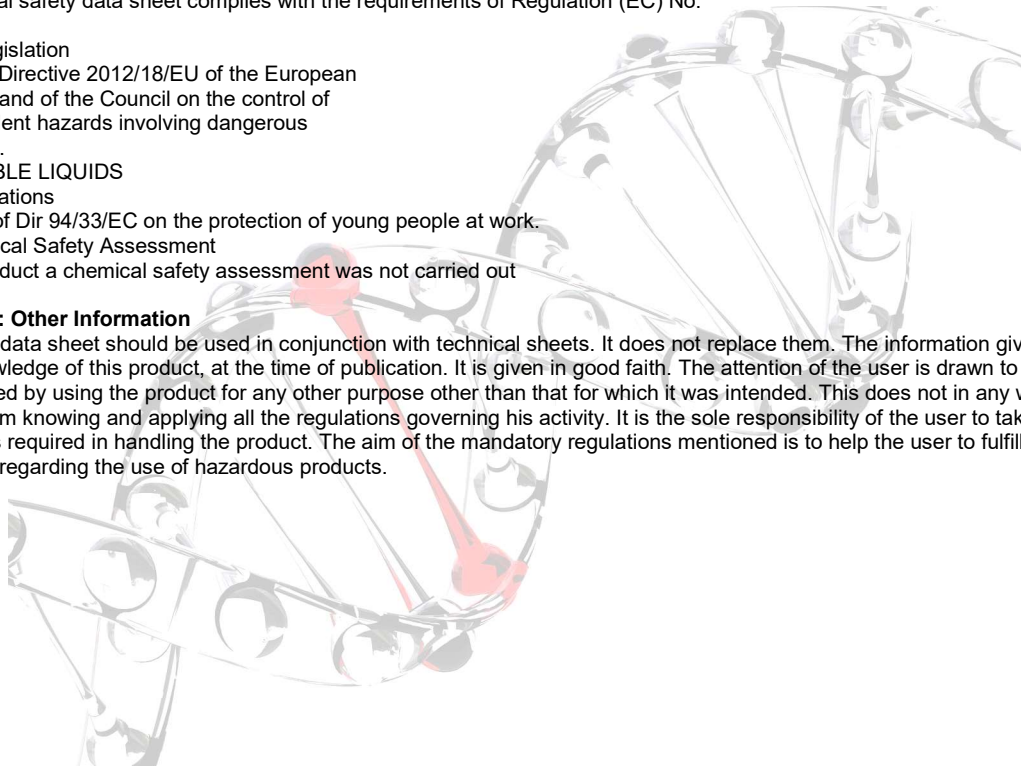 al safety data sheet complies with the requirements of Regulation (EC) No.
gislation
Directive 2012/18/EU of the European
and of the Council on the control of
ent hazards involving dangerous
.
BLE LIQUIDS
ations
of Dir 94/33/EC on the protection of young people at work.
cal Safety Assessment
duct a chemical safety assessment was not carried out
: Other Information
data sheet should be used in conjunction with technical sheets. It does not replace them. The information giv
wledge of this product, at the time of publication. It is given in good faith. The attention of the user is drawn to
ed by using the product for any other purpose other than that for which it was intended. This does not in any w
m knowing and applying all the regulations governing his activity. It is the sole responsibility of the user to tak
s required in handling the product. The aim of the mandatory regulations mentioned is to help the user to fulfil
regarding the use of hazardous products.